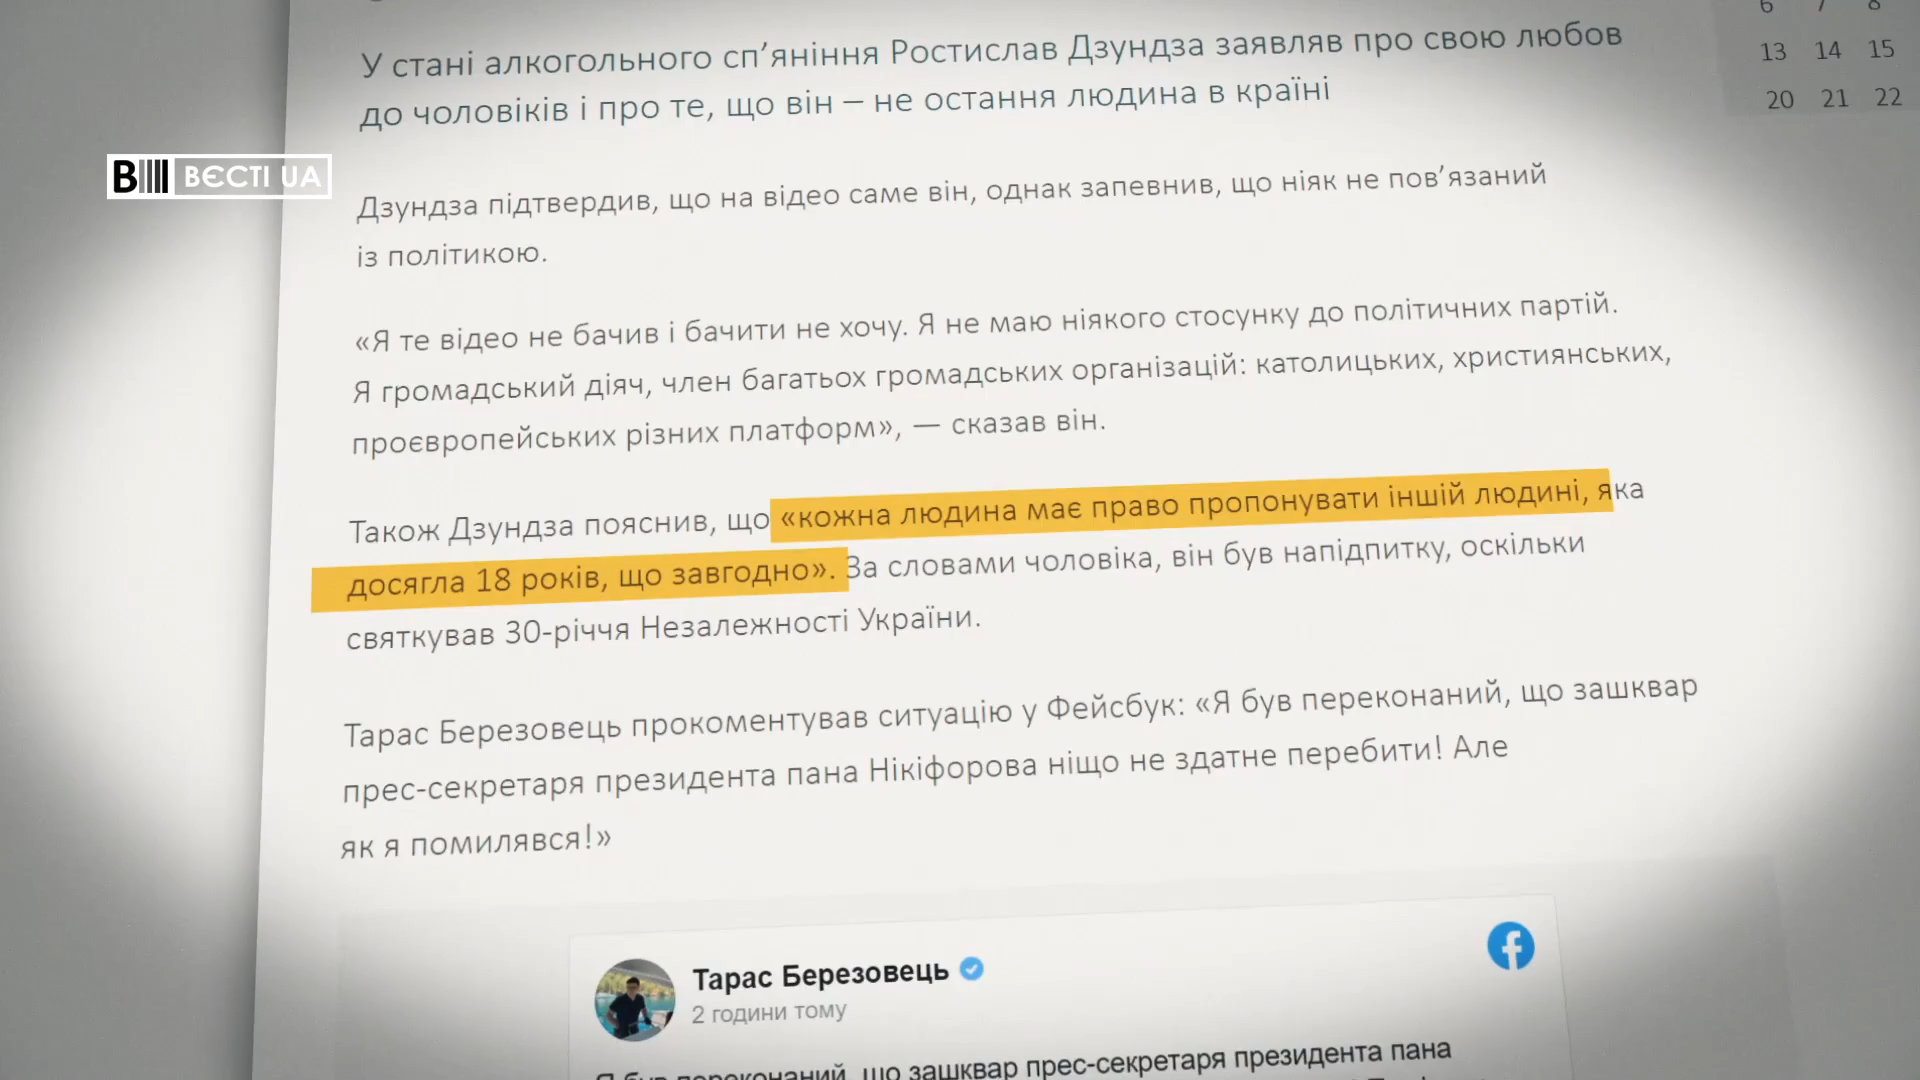 6 7 8
У стані алкогольного сп’яніння Ростислав Дзундза заявляв про свою любов
13 14 15
до чоловіків і про те, що він – не остання людина в країні
20 21 22
ВЄСТІ UA
Дзундза підтвердив, що на відео саме він, однак запевнив, що ніяк не пов’язаний
із політикою.
«Я те відео не бачив і бачити не хочу. Я не маю ніякого стосунку до політичних партій.
Я громадський діяч, член багатьох громадських організацій: католицьких, християнських,
проєвропейських різних платформ», — сказав він.
Також Дзундза пояснив, що «кожна людина має право пропонувати іншій людині, яка
досягла 18 років, що завгодно». За словами чоловіка, він був напідпитку, оскільки
святкував 30-річчя Незалежності України.
Тарас Березовець прокоментував ситуацію у Фейсбук: «Я був переконаний, що зашквар
прес-секретаря президента пана Нікіфорова ніщо не здатне перебити! Але
як я помилявся!»
Тарас Березовець
2 години тому
Я був переконаний, що зашквар прес-секретаря президента пана